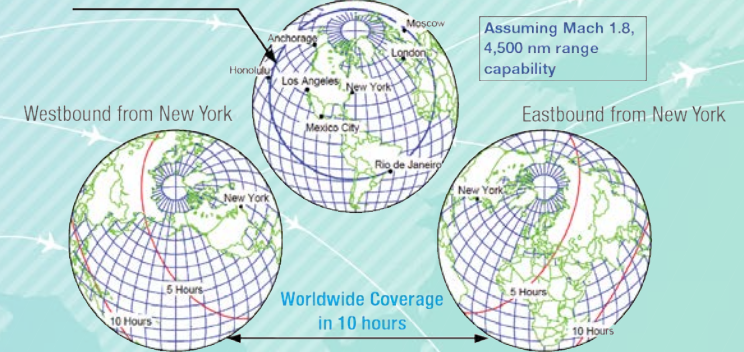 Moscow
Anchorage
London
Honolulu
Los Angeles
New York
Mexico City
Rio de Janeiro
Assuming Mach 1.8,
4,500 nm range
capability
Westbound from New York
Eastbound from New York
New York
5 Hours
10 Hours
New York
5 Hours
10 Hours
Worldwide Coverage
in 10 hours